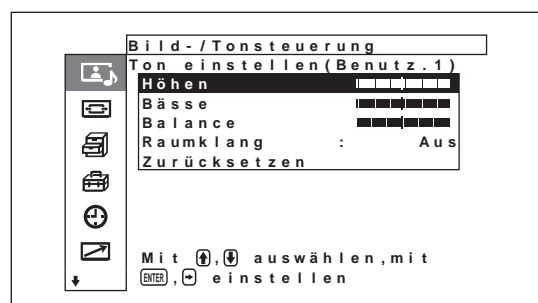 Bild-/Tonsteuerung
Ton einstellen(Benutz.1)
Höhen
Bässe
Balance
Raumklang : Aus
Zurücksetzen
Mit ↑,↓ auswählen,mit
ENTER,→ einstellen